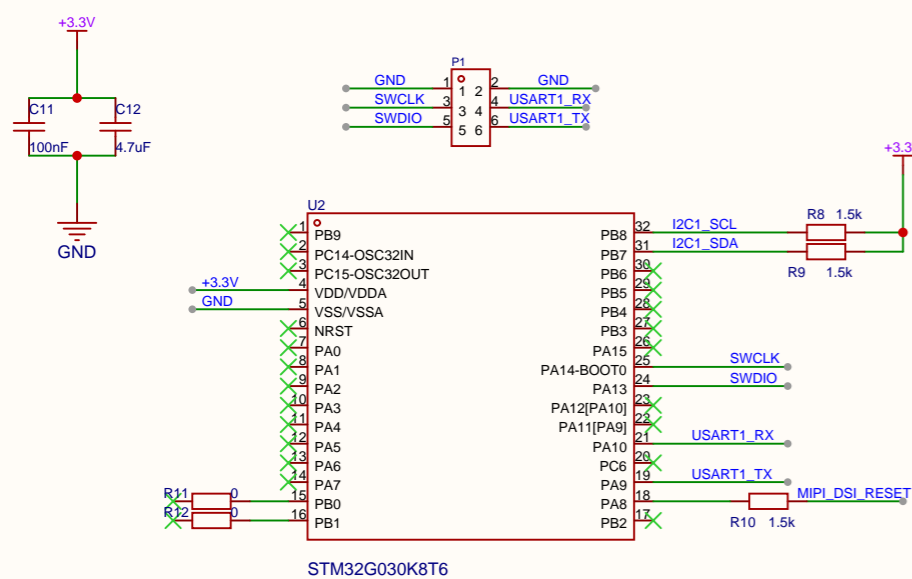 +3.3V
C11
C12
100nF
4.7uF
GND
P1
GND 1 1 2 2 GND
SWCLK 3 3 4 4 USART1_RX
SWDIO 5 5 6 6 USART1_TX
+3.3
U2
1 PB9
2 PC14-OSC32IN
3 PC15-OSC32OUT
+3.3V 4 VDD/VDDA
GND 5 VSS/VSSA
6 NRST
7 PA0
8 PA1
9 PA2
10 PA3
11 PA4
12 PA5
13 PA6
14 PA7
R11 0 15 PB0
R12 0 16 PB1
PB8 32 I2C1_SCL R8 1.5k
PB7 31 I2C1_SDA R9 1.5k
PB6 30
PB5 29
PB4 28
PB3 27
PA15 26
PA14-BOOT0 25 SWCLK
PA13 24 SWDIO
PA12[PA10] 23
PA11[PA9] 22
PA10 21 USART1_RX
PC6 20
PA9 19 USART1_TX
PA8 18 MIPI_DSI_RESET
R10 1.5k
PB2 17
STM32G030K8T6